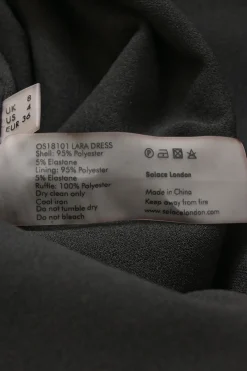 UK 8
US 4
EUR 36
OS18101 LARA DRESS
Shell: 95% Polyester
5% Elastane
Lining: 95% Polyester
5% Elastane
Ruffle: 100% Polyester
Dry clean only
Cool iron
Do not tumble dry
Do not bleach
Solace London
Made in China
Keep away from fire
www.solacelondon.com